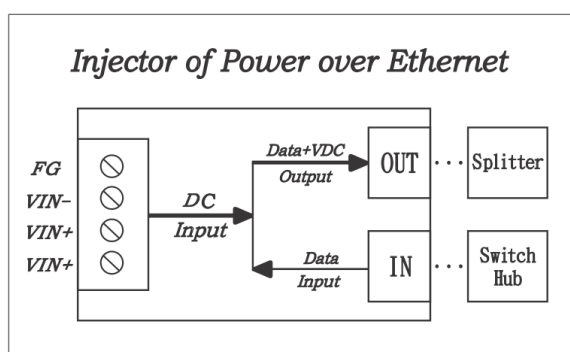 Injector of Power over Ethernet
FG
VIN-
VIN+
VIN+
DC
Input
Data+VDC
Output
OUT
Splitter
Data
Input
IN
Switch
Hub